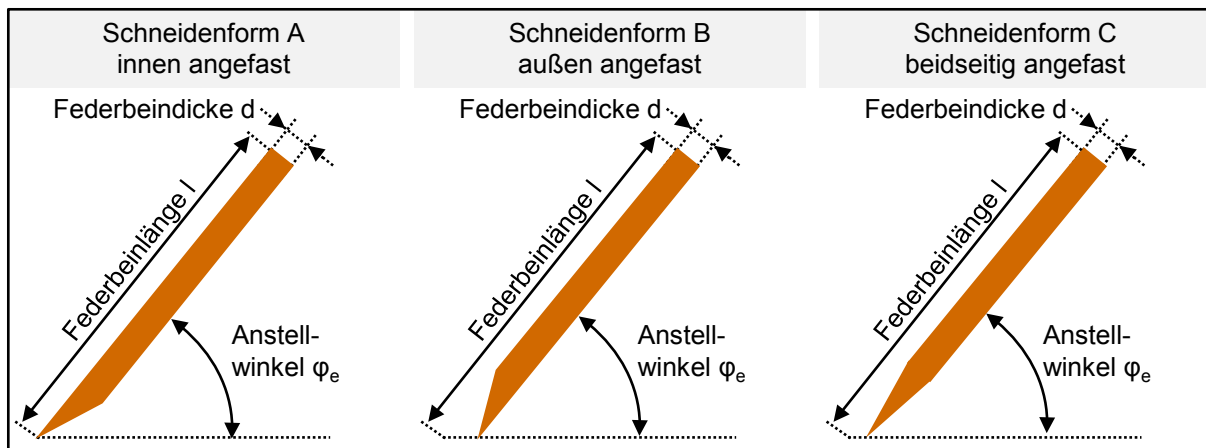 Schneidenform A
innen angefast
Federbeindicke d
Federbeinlänge l
Anstell-
winkel φe
Schneidenform B
außen angefast
Federbeindicke d
Federbeinlänge l
Anstell-
winkel φe
Schneidenform C
beidseitig angefast
Federbeindicke d
Federbeinlänge l
Anstell-
winkel φe